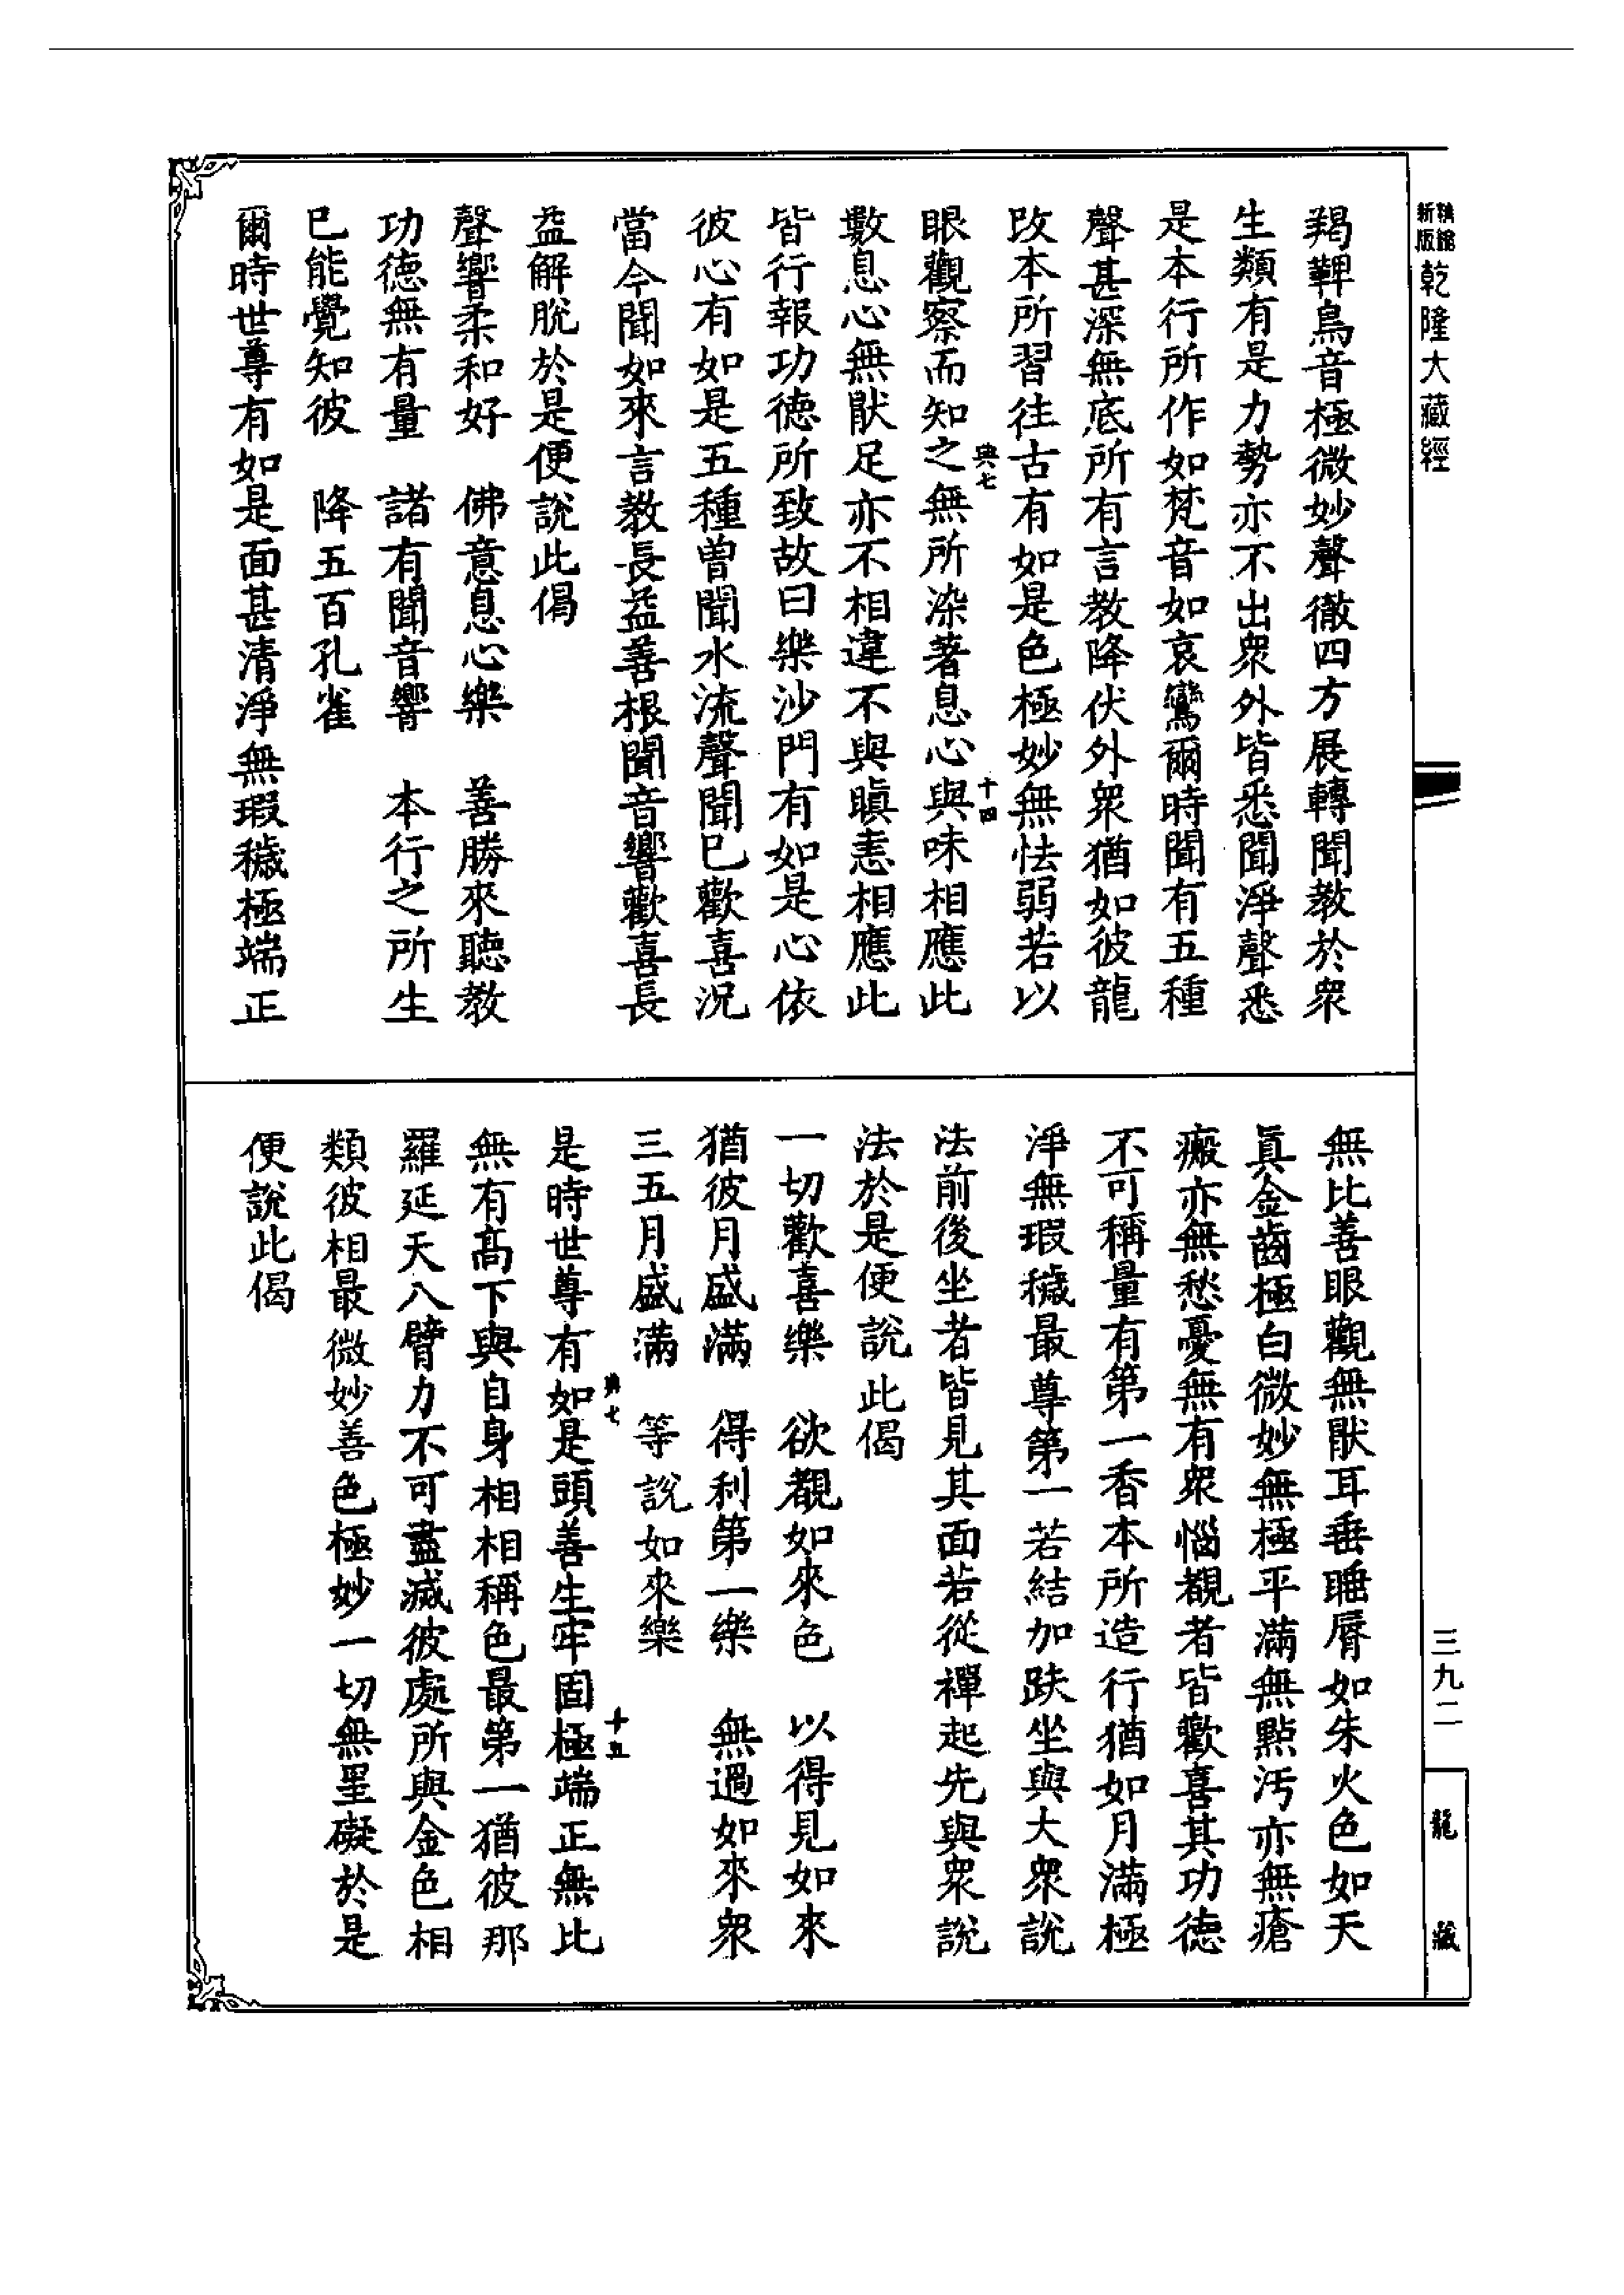 新版
乾隆大藏經
羯鞞鳥音極微妙聲徹四方展轉聞教於衆
生類有是力勢亦不出衆外皆悉聞淨聲悉
是本行所作如梵音如哀鸞爾時聞有五種
聲甚深無底所有言教降伏外衆猶如彼龍
改本所習往古有如是色極妙無怯弱若以
典七
十四
眼觀察而知之無所染著息心與味相應此
數息心無猒足亦不相違不與瞋恚相應此
皆行報功德所致故曰樂沙門有如是心依
彼心有如是五種曾聞水流聲聞已歡喜況
當今聞如來言教長益善根聞音響歡喜長
益解脫於是便說此偈
聲響柔和好　佛意息心樂　善勝來聽教
功德無有量　諸有聞音響　本行之所生
已能覺知彼　降五百孔雀
爾時世尊有如是面甚清淨無瑕穢極端正
無比善眼觀無猒耳垂睡脣如朱火色如天
真金齒極白微妙無極平滿無點汚亦無瘡
瘢亦無愁憂無有衆惱覩者皆歡喜其功德
不可稱量有第一香本所造行猶如月滿極
淨無瑕穢最尊第一若結加趺坐與大衆說
法前後坐者皆見其面若從禪起先與衆說
法於是便說此偈
一切歡喜樂　欲覩如來色　以得見如來
猶彼月盛滿　得利第一樂　無過如來衆
三五月盛滿　等說如來樂
典七
十五
是時世尊有如是頭善生牢固極端正無比
無有高下與自身相相稱色最第一猶彼那
羅延天八臂力不可盡滅彼處所與金色相
類彼相最微妙善色極妙一切無罣礙於是
便說此偈
三九二
龍藏